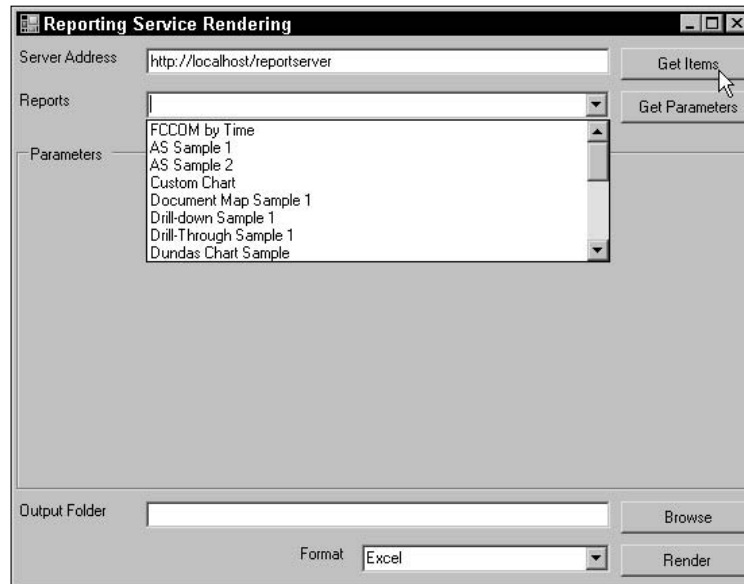 Reporting Service Rendering
Server Address http://localhost/reportserver Get Items
Reports Get Parameters
FCCOM by Time
Parameters AS Sample 1
AS Sample 2
Custom Chart
Document Map Sample 1
Drill-down Sample 1
Drill-Through Sample 1
Dundas Chart Sample
Output Folder Browse
Format Excel Render